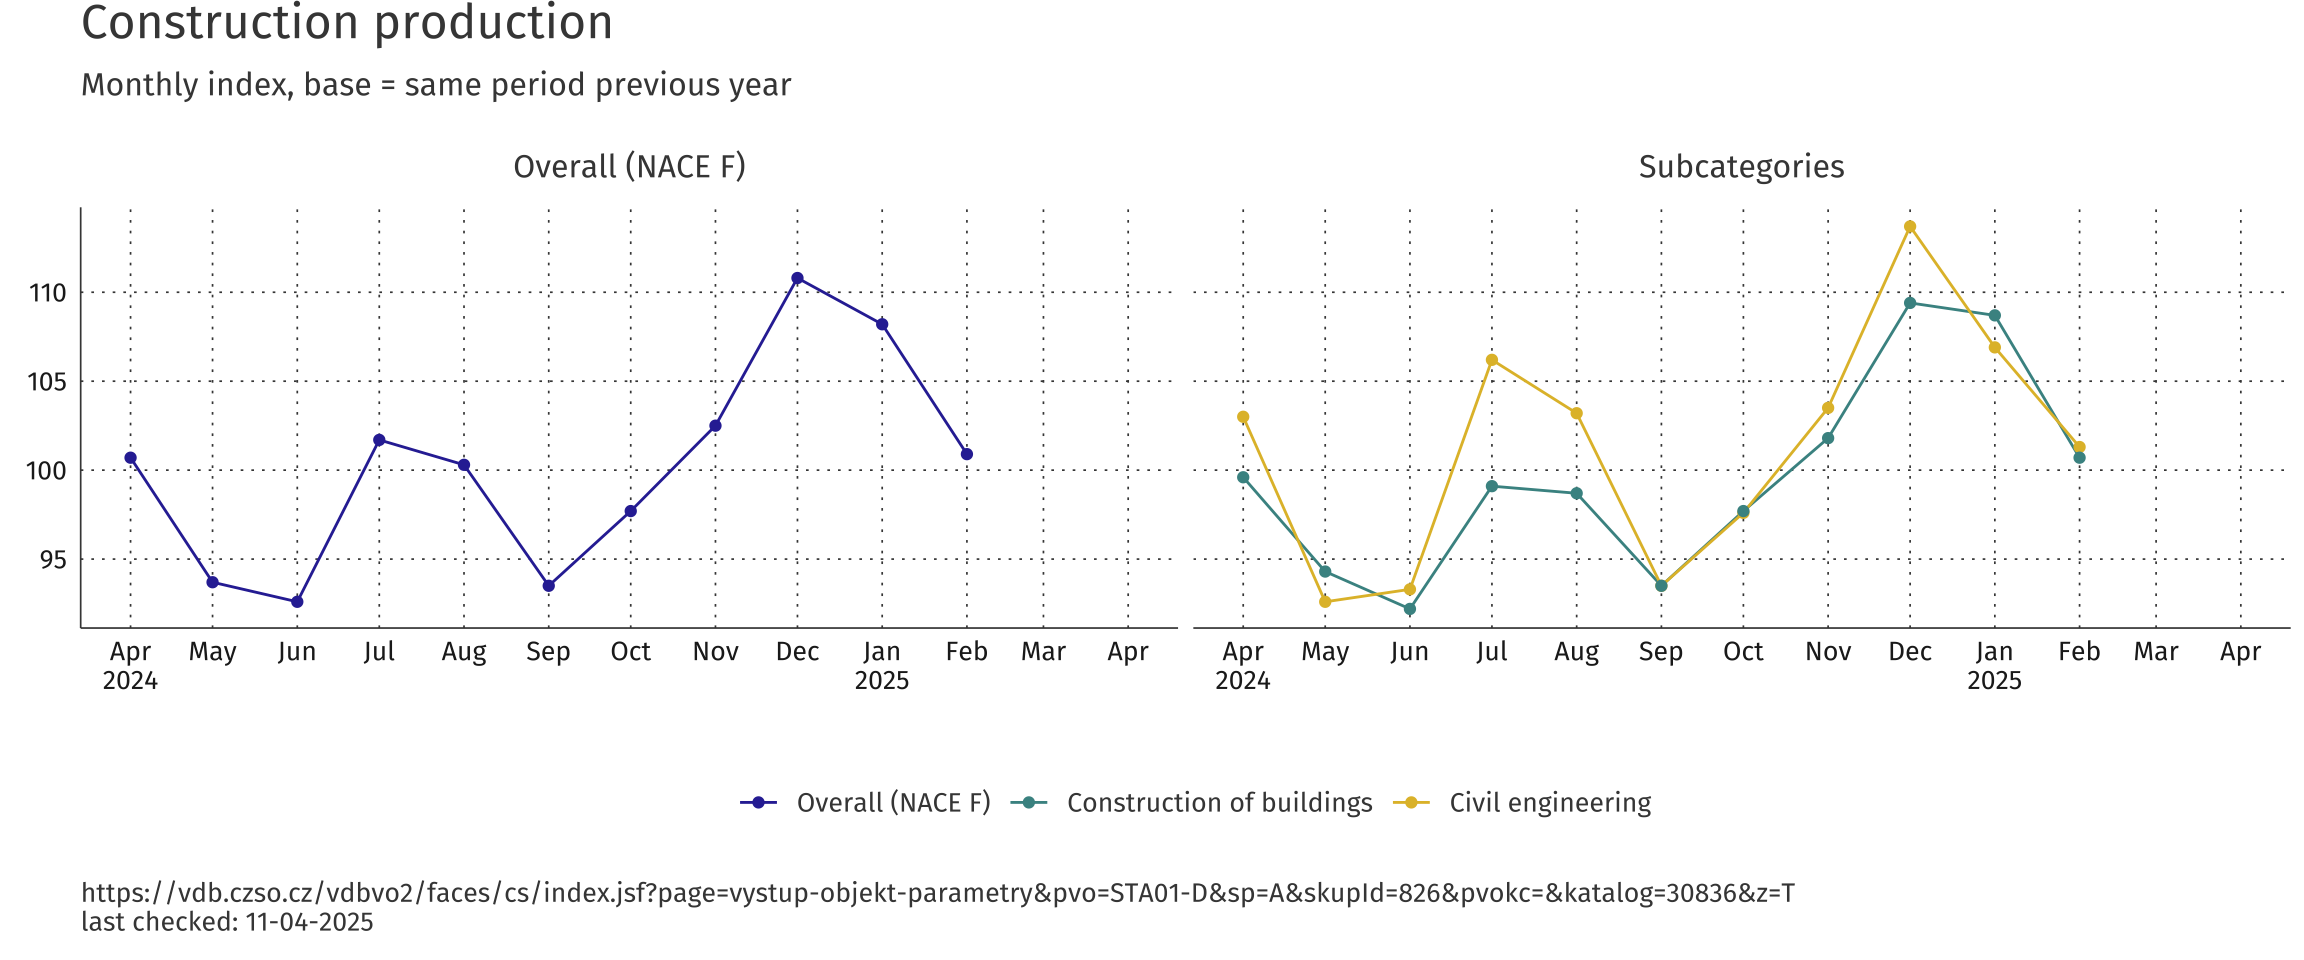 Construction production
Monthly index, base = same period previous year
Overall (NACE F)
Subcategories
110
105
100
95
Apr May Jun Jul Aug Sep Oct Nov Dec Jan Feb Mar Apr
2024 2025
Apr May Jun Jul Aug Sep Oct Nov Dec Jan Feb Mar Apr
2024 2025
Overall (NACE F) Construction of buildings Civil engineering
https://vdb.czso.cz/vdbvo2/faces/cs/index.jsf?page=vystup-objekt-parametry&pvo=STA01-D&sp=A&skupId=826&pvokc=&katalog=30836&z=T
last checked: 11-04-2025